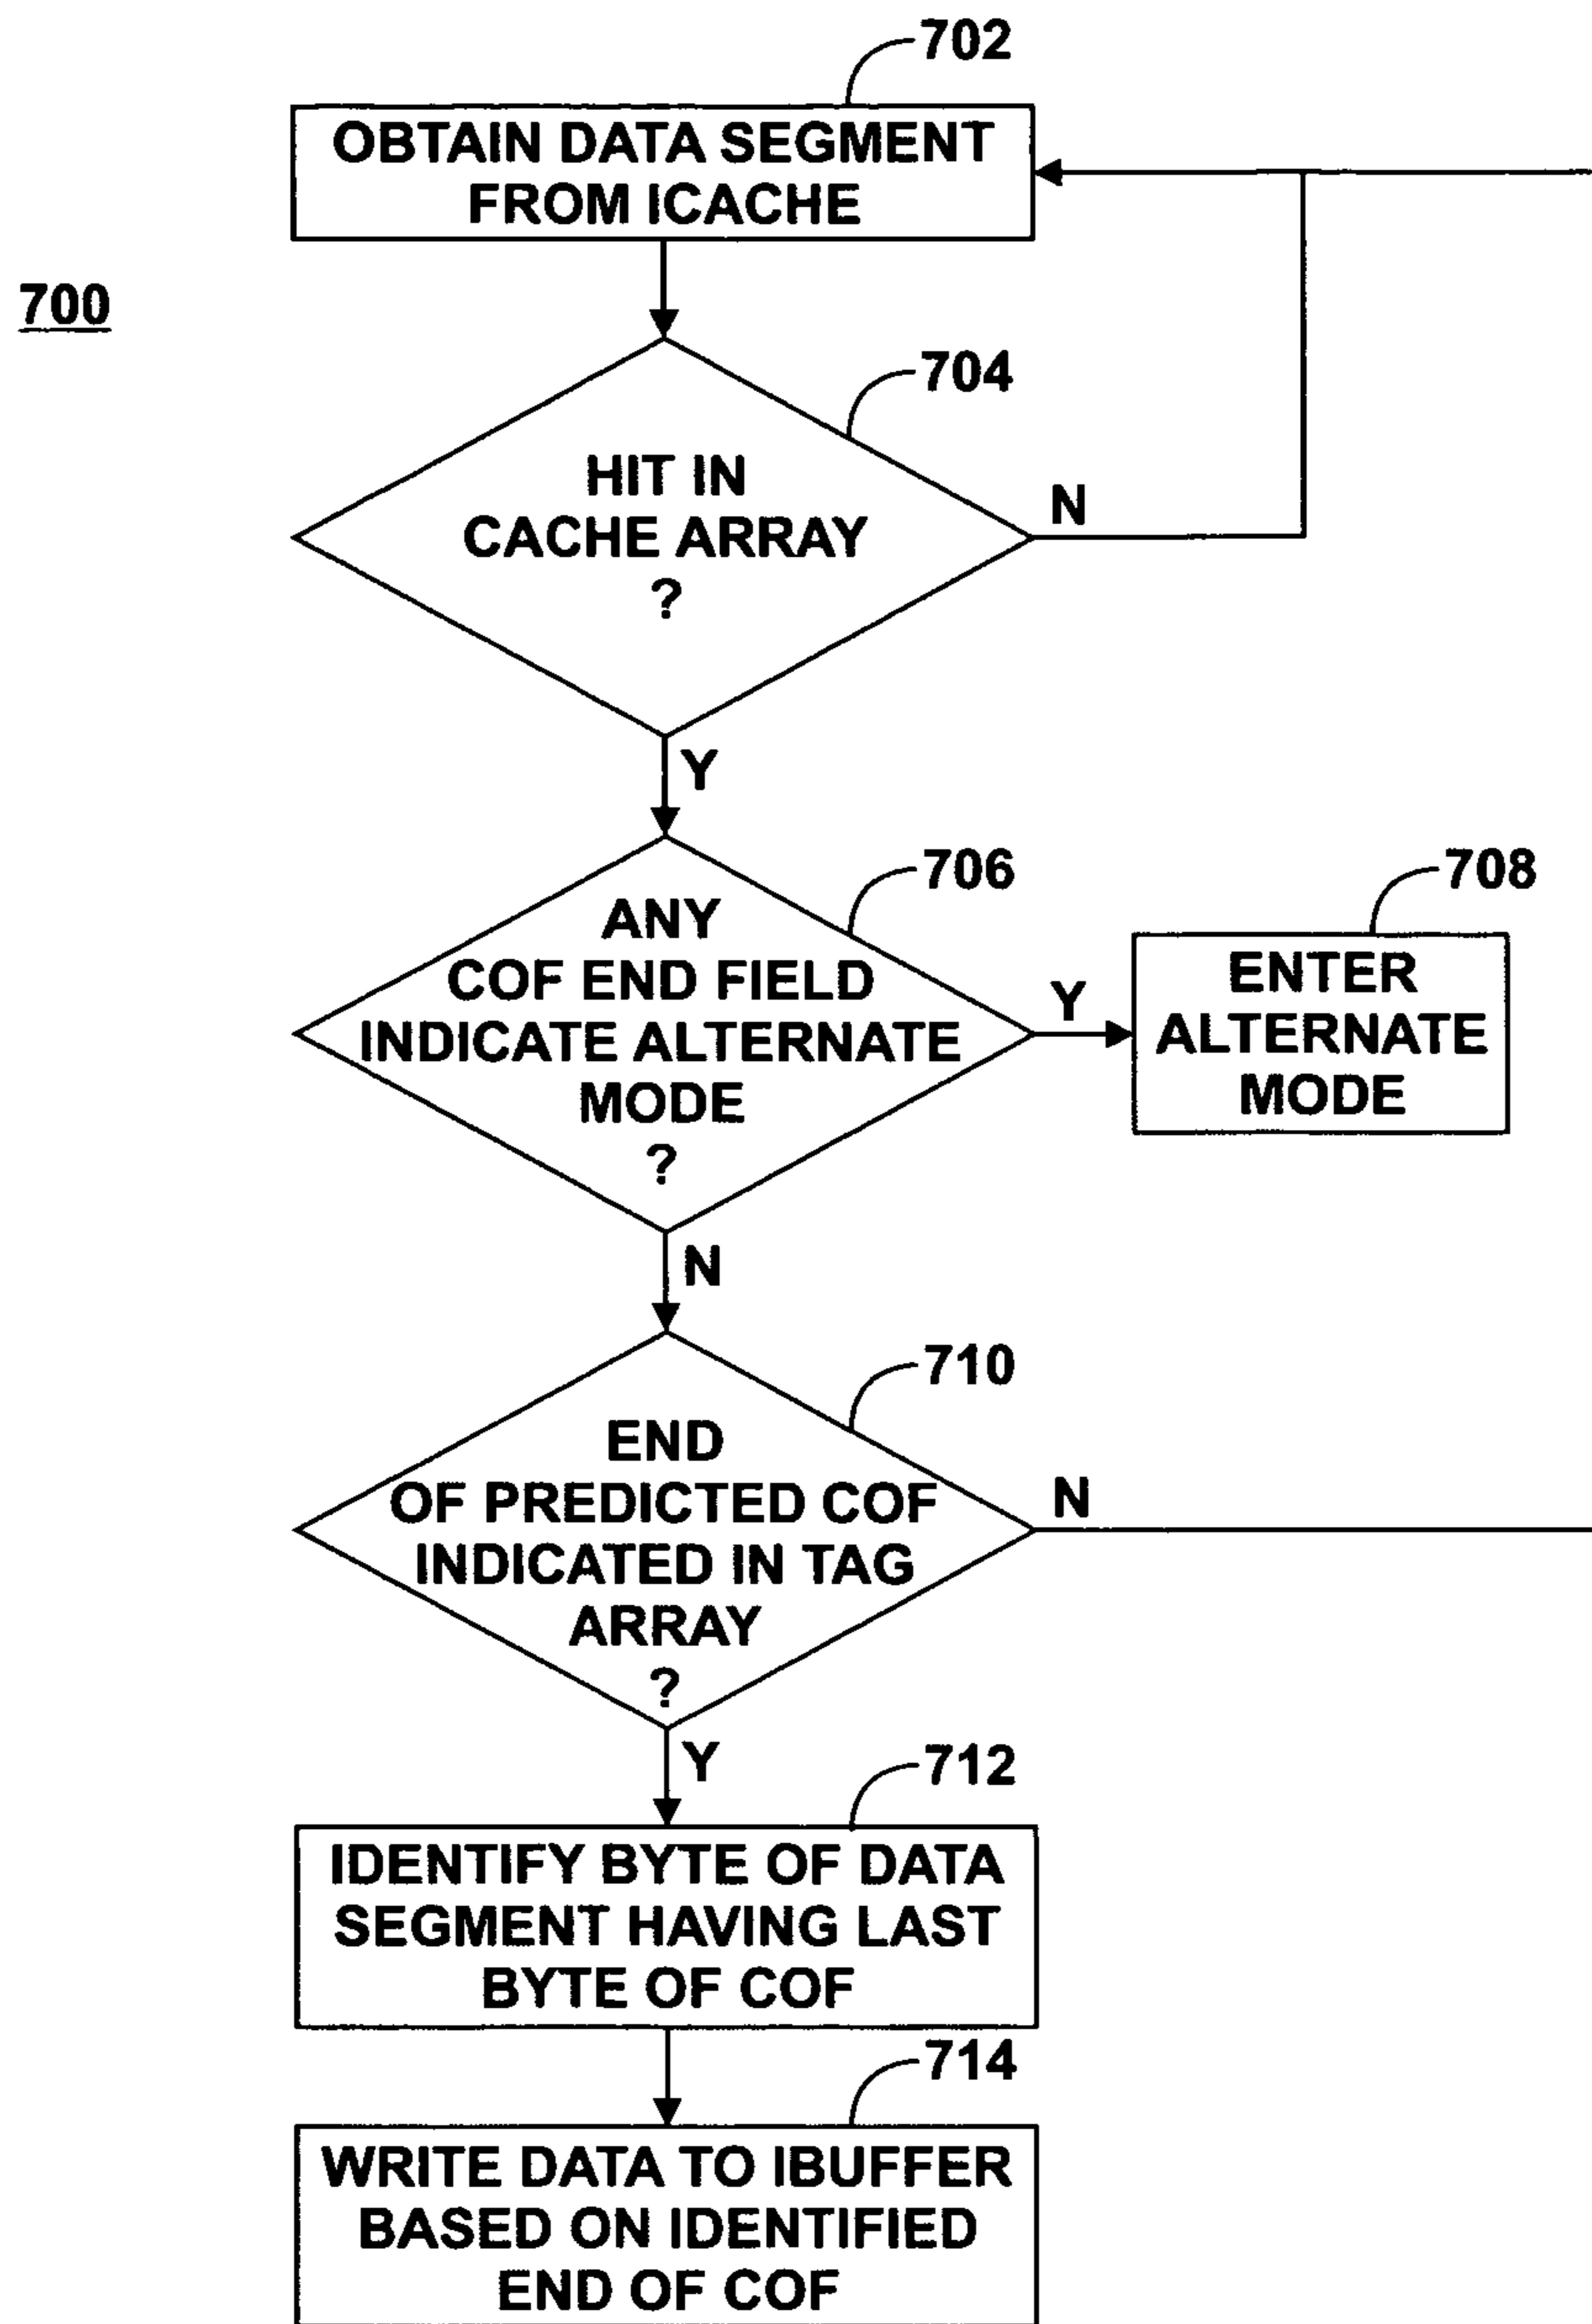 702
OBTAIN DATA SEGMENT
FROM ICACHE
700
704
HIT IN
CACHE ARRAY
?
N
Y
706
708
ANY
COF END FIELD
INDICATE ALTERNATE
MODE
?
Y
ENTER
ALTERNATE
MODE
N
710
END
OF PREDICTED COF
INDICATED IN TAG
ARRAY
?
N
Y
712
IDENTIFY BYTE OF DATA
SEGMENT HAVING LAST
BYTE OF COF
714
WRITE DATA TO IBUFFER
BASED ON IDENTIFIED
END OF COF